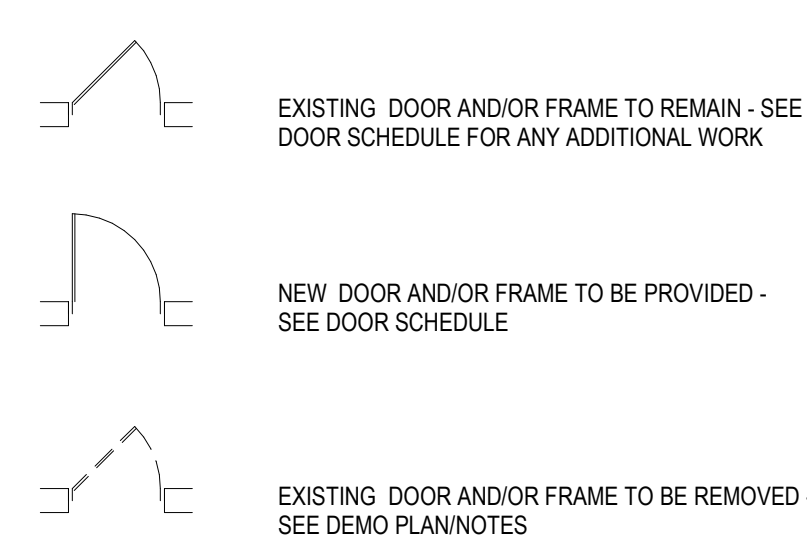 EXISTING DOOR AND/OR FRAME TO REMAIN - SEE
DOOR SCHEDULE FOR ANY ADDITIONAL WORK
NEW DOOR AND/OR FRAME TO BE PROVIDED -
SEE DOOR SCHEDULE
EXISTING DOOR AND/OR FRAME TO BE REMOVED -
SEE DEMO PLAN/NOTES